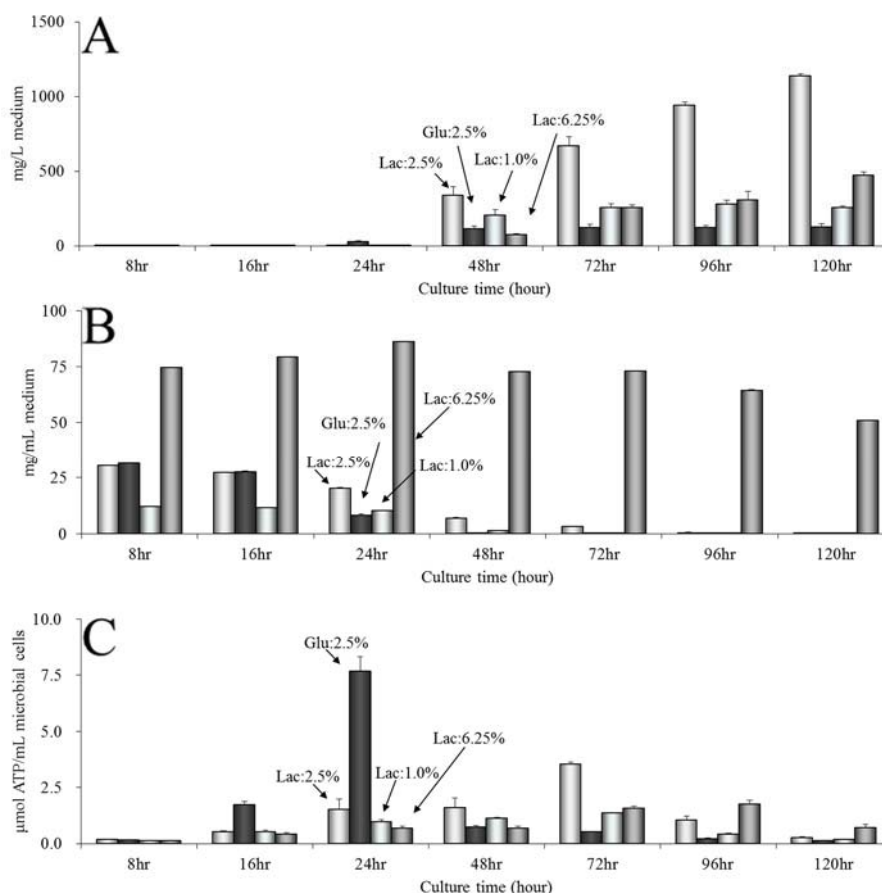 A
1500
1000
500
0
mg/L medium
Lac:2.5%
Glu:2.5%
Lac:1.0%
Lac:6.25%
8hr 16hr 24hr 48hr 72hr 96hr 120hr
Culture time (hour)
B
100
75
50
25
0
mg/mL medium
Lac:2.5%
Glu:2.5%
Lac:6.25%
Lac:1.0%
8hr 16hr 24hr 48hr 72hr 96hr 120hr
Culture time (hour)
C
10.0
7.5
5.0
2.5
0.0
µmol ATP/mL microbial cells
Glu:2.5%
Lac:2.5%
Lac:1.0%
Lac:6.25%
8hr 16hr 24hr 48hr 72hr 96hr 120hr
Culture time (hour)